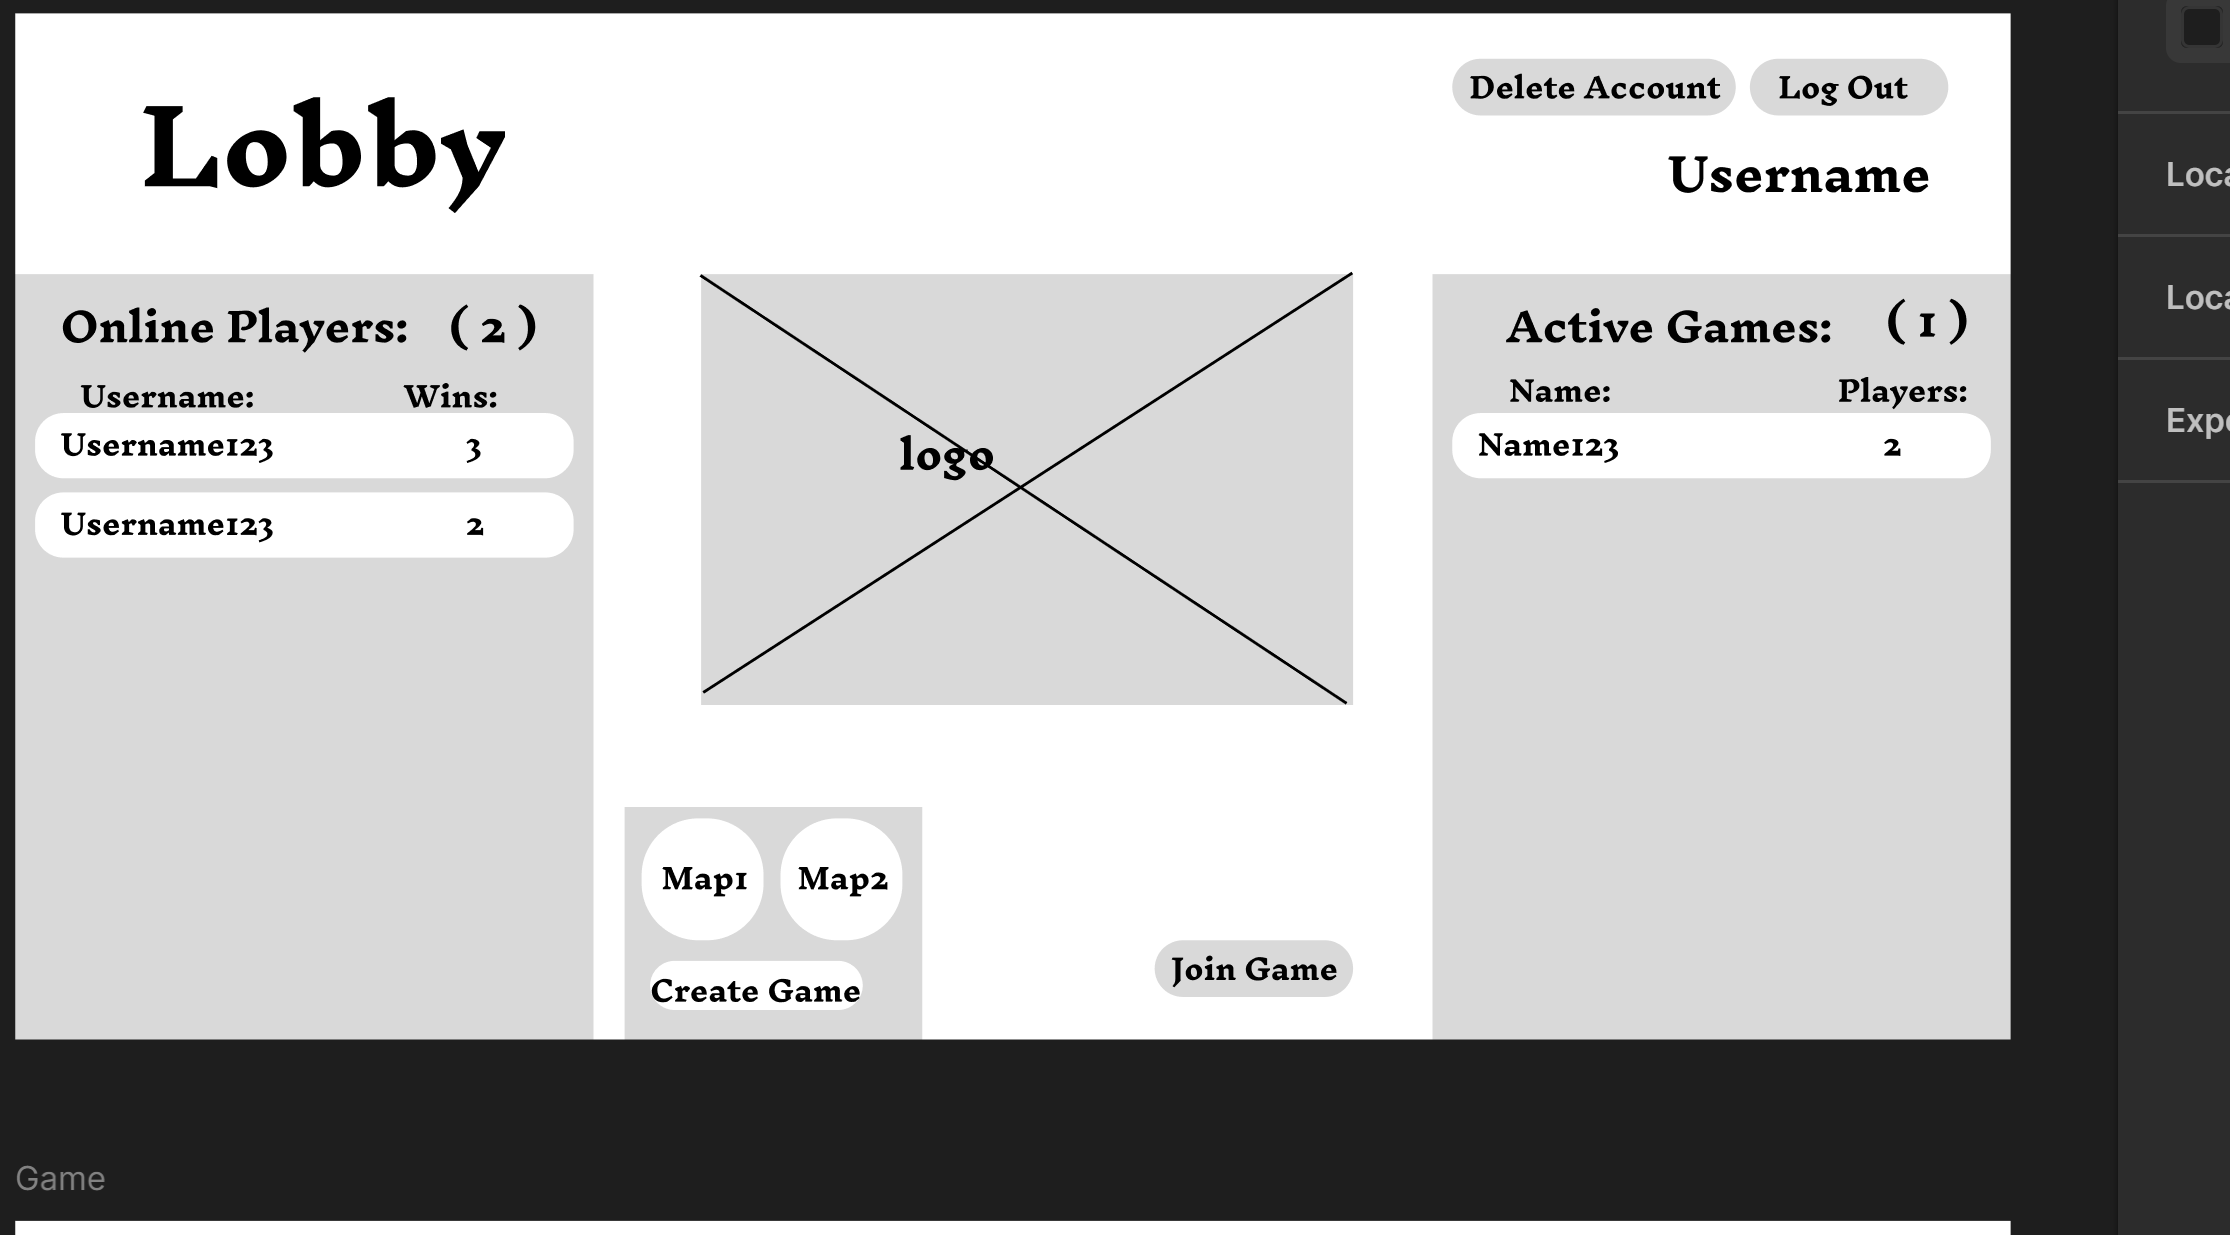 Lobby
Delete Account
Log Out
Username
Online Players: ( 2 )
Username: Wins:
Username123 3
Username123 2
logo
Active Games: ( 1 )
Name: Players:
Name123 2
Map1 Map2
Create Game
Join Game
Game